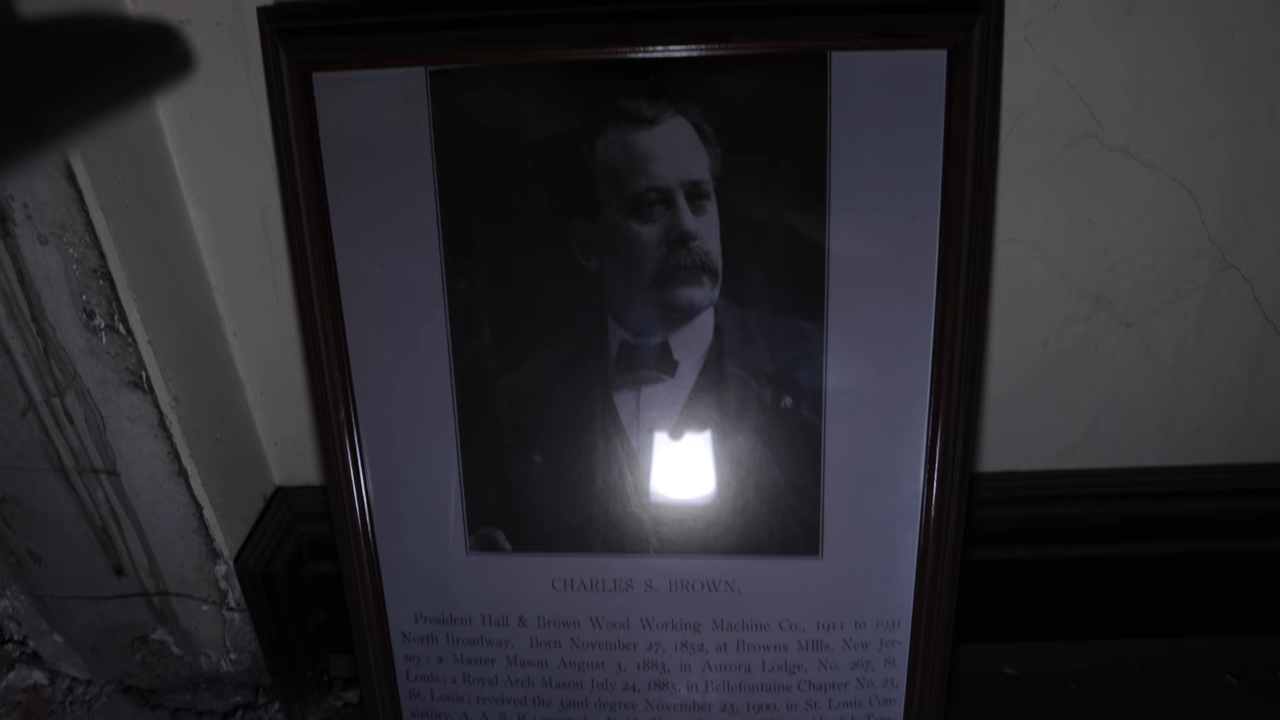 CHARLES S. BROWN.
President Hall & Brown Wood Working Machine Co., 1911 to 1931
North Broadway. Born November 27, 1852, at Browns MIlls, New Jer-
sey; a Master Mason August 3, 1883, in Aurora Lodge, No. 267, St.
Louis; a Royal Arch Mason July 24, 1885, in Bellefontaine Chapter No. 25,
St. Louis; received the 32nd degree November 23, 1900, in St. Louis Con-
sistory, A. A. S. R.